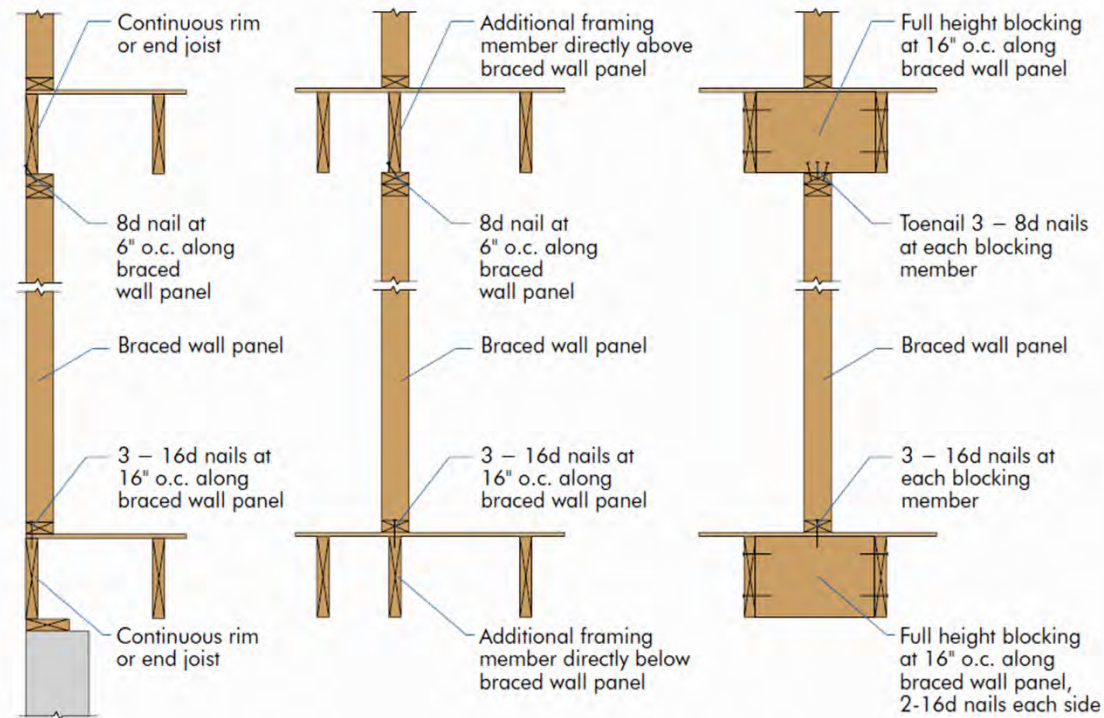 Continuous rim
or end joist
8d nail at
6" o.c. along
braced
wall panel
Braced wall panel
3 – 16d nails at
16" o.c. along
braced wall panel
Continuous rim
or end joist
Additional framing
member directly above
braced wall panel
8d nail at
6" o.c. along
braced
wall panel
Braced wall panel
3 – 16d nails at
16" o.c. along
braced wall panel
Additional framing
member directly below
braced wall panel
Full height blocking
at 16" o.c. along
braced wall panel
Toenail 3 – 8d nails
at each blocking
member
Braced wall panel
3 – 16d nails at
each blocking
member
Full height blocking
at 16" o.c. along
braced wall panel,
2-16d nails each side